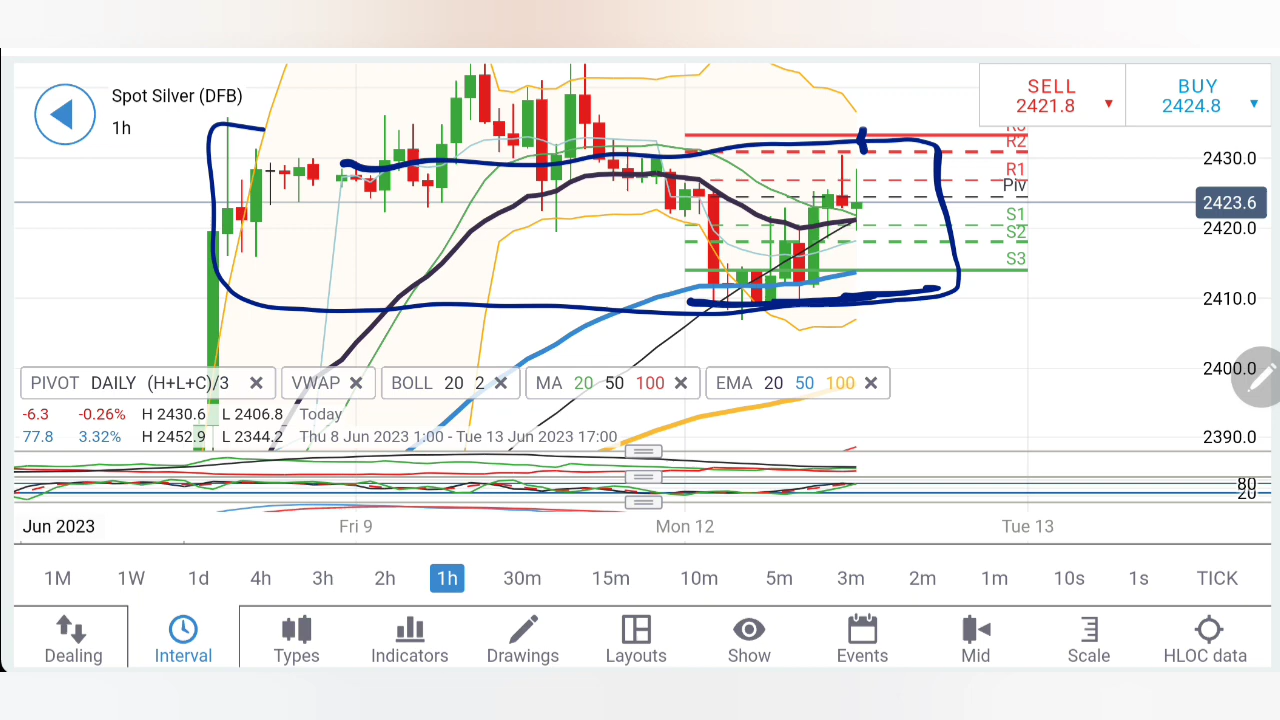 Spot Silver (DFB)
1h
SELL
2421.8
BUY
2424.8
R3
R2
R1
Piv
S1
S2
S3
2430.0
2423.6
2420.0
2410.0
2400.0
2390.0
PIVOT DAILY (H+L+C)/3
VWAP
BOLL 20 2
MA 20 50 100
EMA 20 50 100
-6.3 -0.26% H 2430.6 L 2406.8 Today
77.8 3.32% H 2452.9 L 2344.2 Thu 8 Jun 2023 1:00 - Tue 13 Jun 2023 17:00
80
20
Jun 2023 Fri 9 Mon 12 Tue 13
1M 1W 1d 4h 3h 2h 1h 30m 15m 10m 5m 3m 2m 1m 10s 1s TICK
Dealing Interval Types Indicators Drawings Layouts Show Events Mid Scale HLOC data